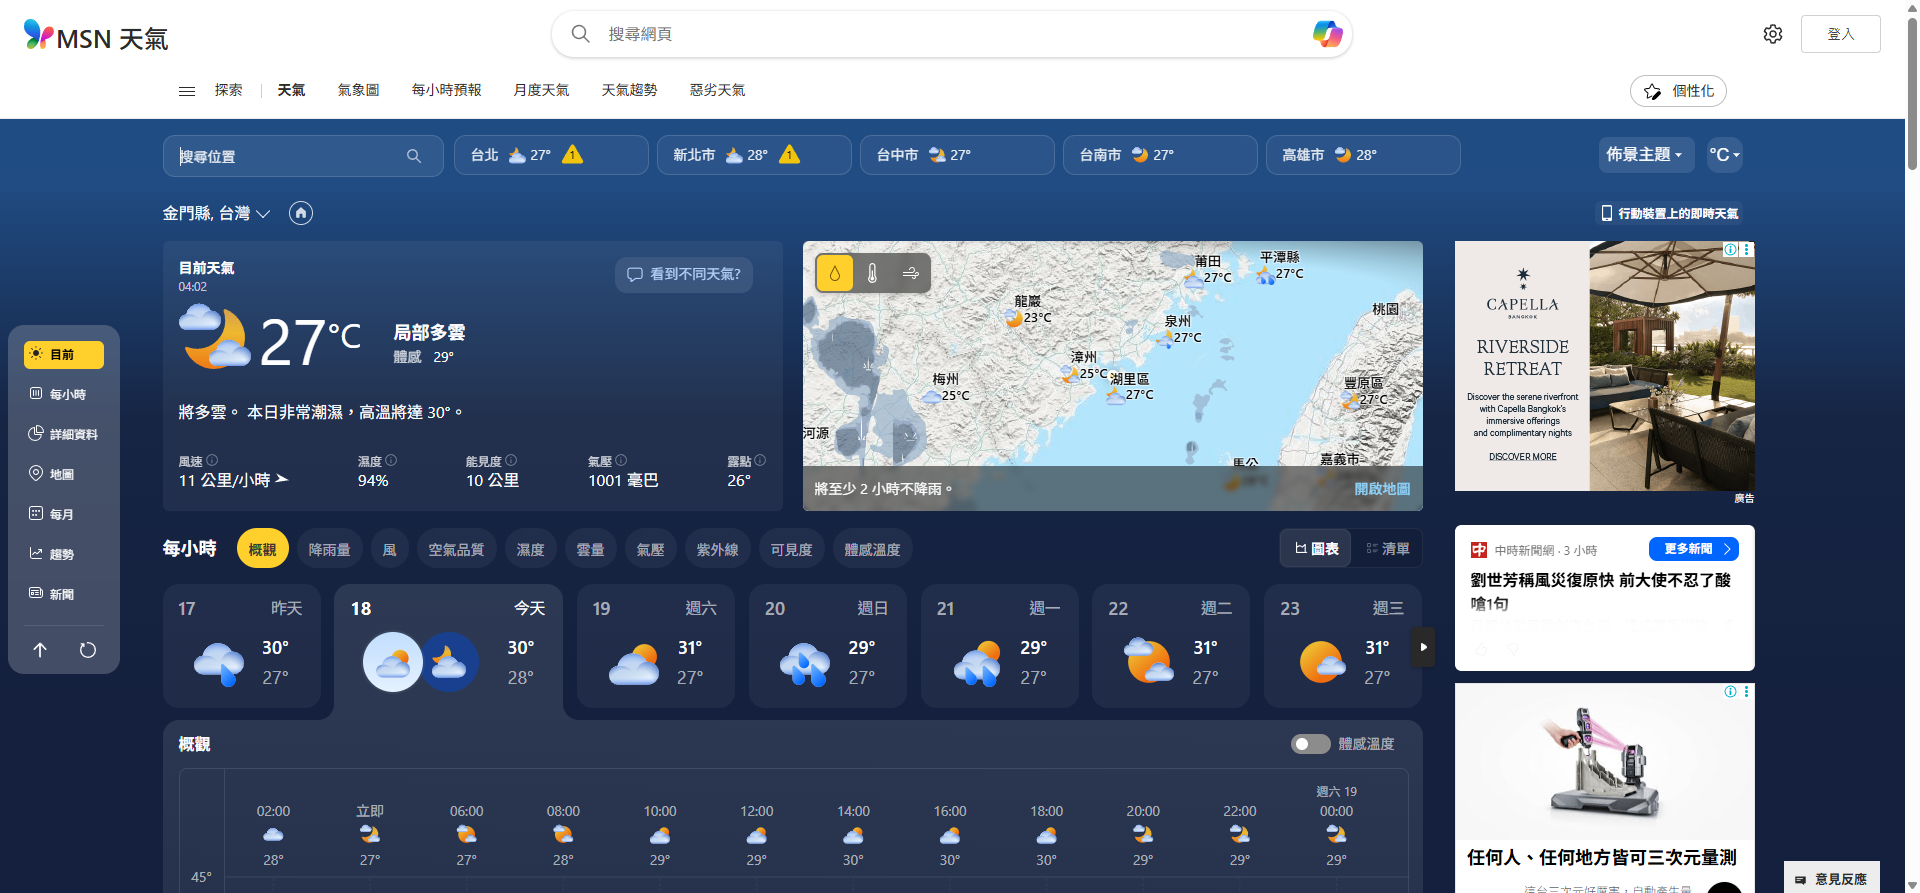 MSN 天氣
搜尋網頁
登入
探索
天氣
氣象圖
每小時預報
月度天氣
天氣趨勢
惡劣天氣
個性化
搜尋位置
台北 27° 1
新北市 28° 1
台中市 27°
台南市 27°
高雄市 28°
佈景主題
°C
金門縣, 台灣
行動裝置上的即時天氣
目前
每小時
詳細資料
地圖
每月
趨勢
新聞
目前天氣
04:02
看到不同天氣?
27°C
局部多雲
體感 29°
將多雲。 本日非常潮濕，高溫將達 30°。
風速
11 公里/小時
濕度
94%
能見度
10 公里
氣壓
1001 毫巴
露點
26°
莆田
27°C
平潭縣
27°C
龍巖
23°C
泉州
27°C
桃園
漳州
25°C
湖里區
27°C
梅州
25°C
豐原區
27°C
河源
馬公
嘉義市
將至少 2 小時不降雨。
開啟地圖
CAPELLA
BANGKOK
RIVERSIDE
RETREAT
Discover the serene riverfront
with Capella Bangkok's
immersive offerings
and complimentary nights
DISCOVER MORE
廣告
每小時
概觀
降雨量
風
空氣品質
濕度
雲量
氣壓
紫外線
可見度
體感溫度
圖表
清單
17 昨天
30°
27°
18 今天
30°
28°
19 週六
31°
27°
20 週日
29°
27°
21 週一
29°
27°
22 週二
31°
27°
23 週三
31°
27°
中
中時新聞網 · 3 小時
更多新聞
劉世芳稱風災復原快 前大使不忍了酸
嗆1句
概觀
體感溫度
週六 19
02:00
立即
06:00
08:00
10:00
12:00
14:00
16:00
18:00
20:00
22:00
00:00
28°
27°
27°
28°
29°
29°
30°
30°
30°
29°
29°
29°
45°
任何人、任何地方皆可三次元量測
意見反應